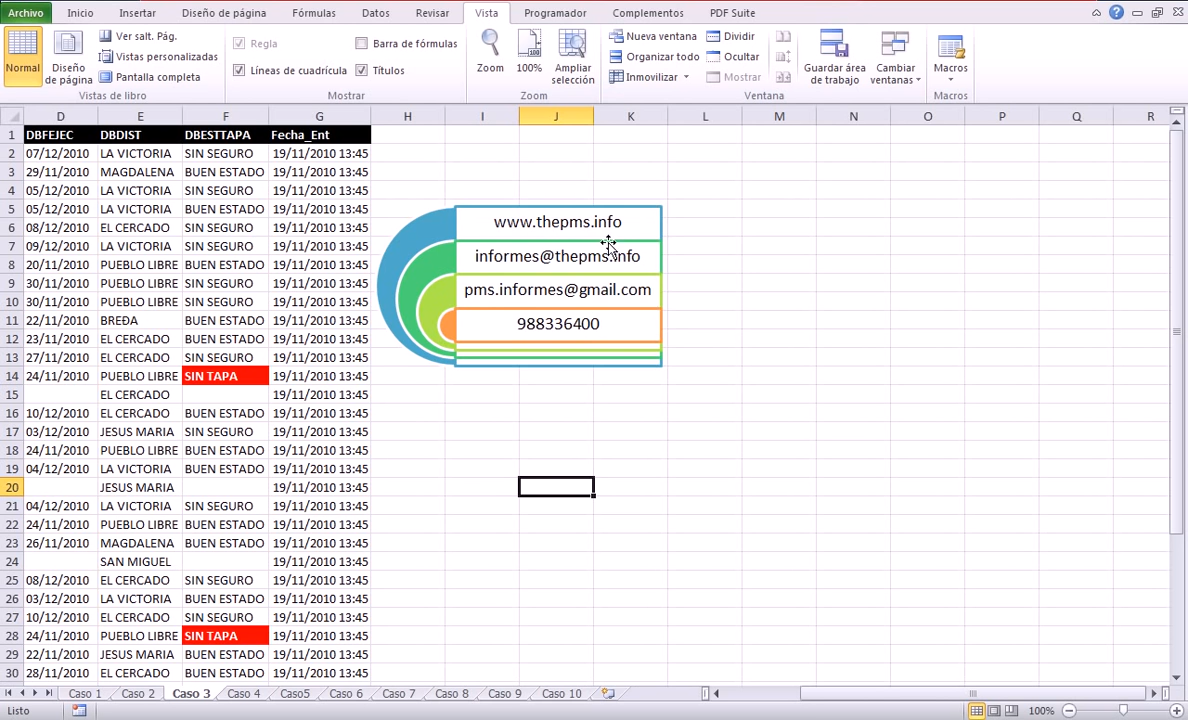 Archivo Inicio Insertar Diseño de página Fórmulas Datos Revisar Vista Programador Complementos PDF Suite
Normal
Diseño de página
Ver salt. Pág.
Vistas personalizadas
Pantalla completa
Vistas de libro
Regla
Barra de fórmulas
Líneas de cuadrícula
Títulos
Mostrar
Zoom
100%
Ampliar selección
Zoom
Nueva ventana
Organizar todo
Inmovilizar
Dividir
Ocultar
Mostrar
Guardar área de trabajo
Cambiar ventanas
Ventana
Macros
Macros
D E F G H I J K L M N O P Q R
1 DBFEJEC DBDIST DBESTTAPA Fecha_Ent
2 07/12/2010 LA VICTORIA SIN SEGURO 19/11/2010 13:45
3 29/11/2010 MAGDALENA BUEN ESTADO 19/11/2010 13:45
4 05/12/2010 LA VICTORIA SIN SEGURO 19/11/2010 13:45
5 05/12/2010 LA VICTORIA BUEN ESTADO 19/11/2010 13:45
6 08/12/2010 EL CERCADO SIN SEGURO 19/11/2010 13:45
7 09/12/2010 LA VICTORIA SIN SEGURO 19/11/2010 13:45
8 20/11/2010 PUEBLO LIBRE BUEN ESTADO 19/11/2010 13:45
9 30/11/2010 PUEBLO LIBRE SIN SEGURO 19/11/2010 13:45
10 30/11/2010 PUEBLO LIBRE SIN SEGURO 19/11/2010 13:45
11 22/11/2010 BREÐA BUEN ESTADO 19/11/2010 13:45
12 23/11/2010 EL CERCADO BUEN ESTADO 19/11/2010 13:45
13 27/11/2010 EL CERCADO SIN SEGURO 19/11/2010 13:45
14 24/11/2010 PUEBLO LIBRE SIN TAPA 19/11/2010 13:45
15 EL CERCADO 19/11/2010 13:45
16 10/12/2010 EL CERCADO BUEN ESTADO 19/11/2010 13:45
17 03/12/2010 JESUS MARIA SIN SEGURO 19/11/2010 13:45
18 24/11/2010 PUEBLO LIBRE BUEN ESTADO 19/11/2010 13:45
19 04/12/2010 LA VICTORIA BUEN ESTADO 19/11/2010 13:45
20 JESUS MARIA 19/11/2010 13:45
21 04/12/2010 LA VICTORIA SIN SEGURO 19/11/2010 13:45
22 24/11/2010 PUEBLO LIBRE BUEN ESTADO 19/11/2010 13:45
23 26/11/2010 MAGDALENA BUEN ESTADO 19/11/2010 13:45
24 SAN MIGUEL 19/11/2010 13:45
25 08/12/2010 EL CERCADO SIN SEGURO 19/11/2010 13:45
26 03/12/2010 LA VICTORIA BUEN ESTADO 19/11/2010 13:45
27 10/12/2010 EL CERCADO SIN SEGURO 19/11/2010 13:45
28 24/11/2010 PUEBLO LIBRE SIN TAPA 19/11/2010 13:45
29 22/11/2010 JESUS MARIA BUEN ESTADO 19/11/2010 13:45
30 28/11/2010 EL CERCADO BUEN ESTADO 19/11/2010 13:45
www.thepms.info
informes@thepms.info
pms.informes@gmail.com
988336400
Caso 1 Caso 2 Caso 3 Caso 4 Caso5 Caso 6 Caso 7 Caso 8 Caso 9 Caso 10
Listo
100%